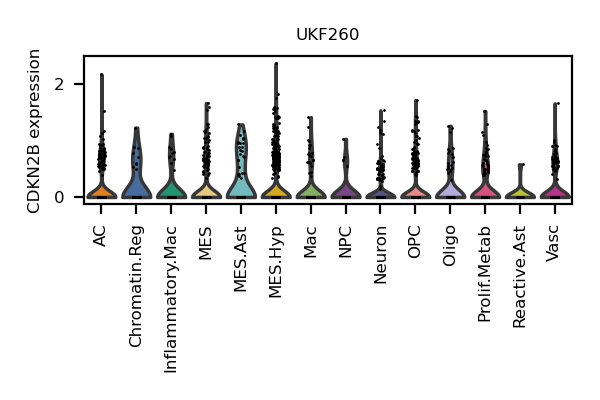 UKF260
CDKN2B expression
2
0
AC
Chromatin.Reg
Inflammatory.Mac
MES
MES.Ast
MES.Hyp
Mac
NPC
Neuron
OPC
Oligo
Prolif.Metab
Reactive.Ast
Vasc